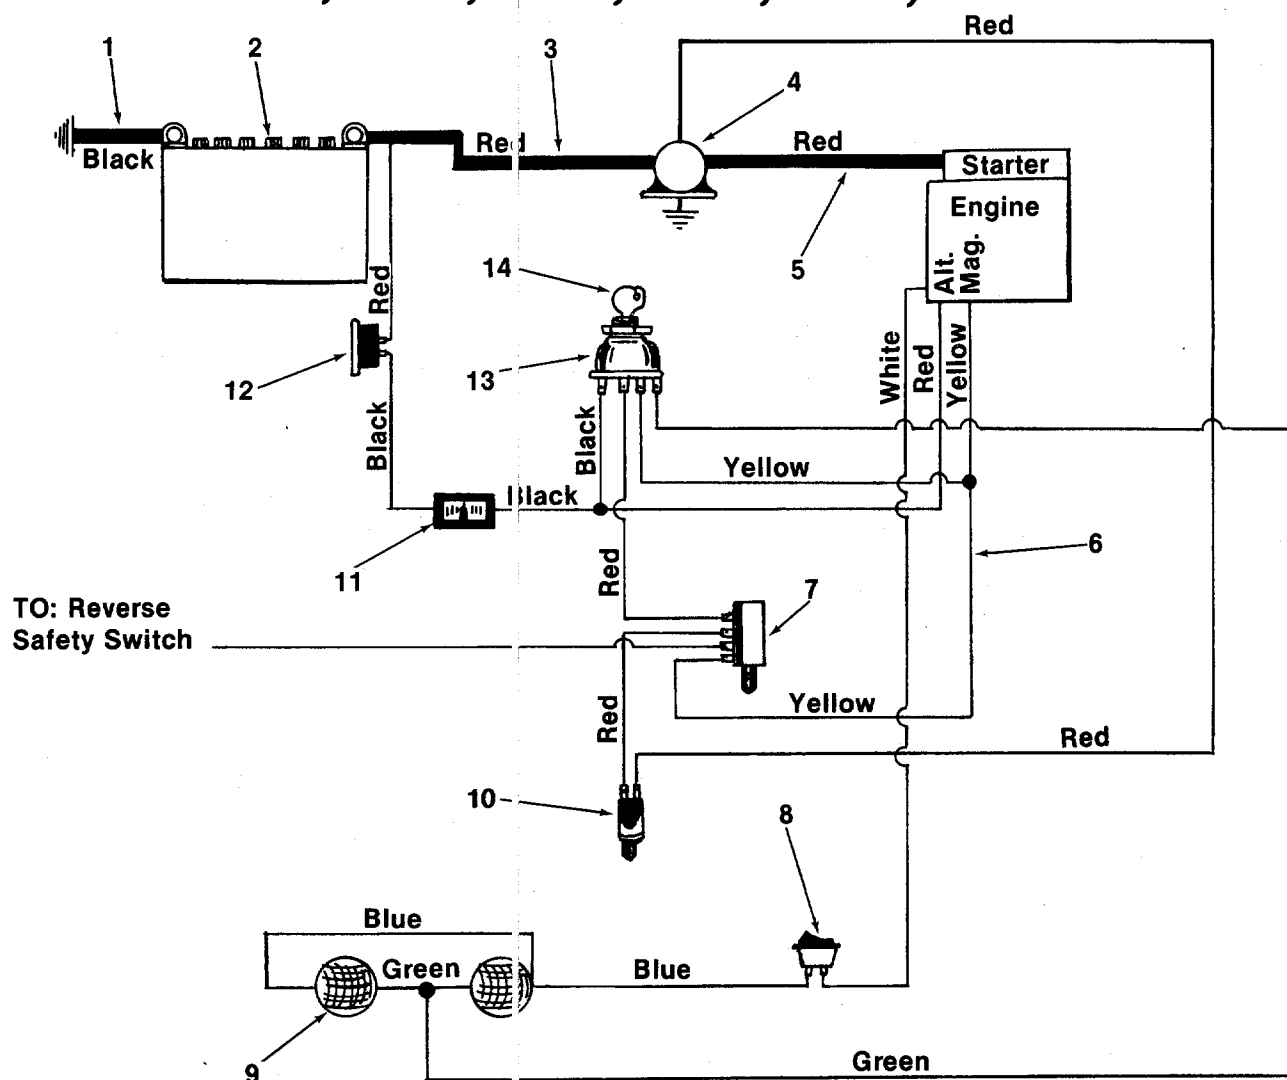 Red
1
2
3
4
Black
Red
Red
Starter
Engine
Alt.
Mag.
5
14
Red
12
13
White
Red
Yellow
Black
Black
Yellow
Black
11
6
Red
7
TO: Reverse
Safety Switch
Red
Yellow
Red
10
8
Blue
Green
Blue
9
Green